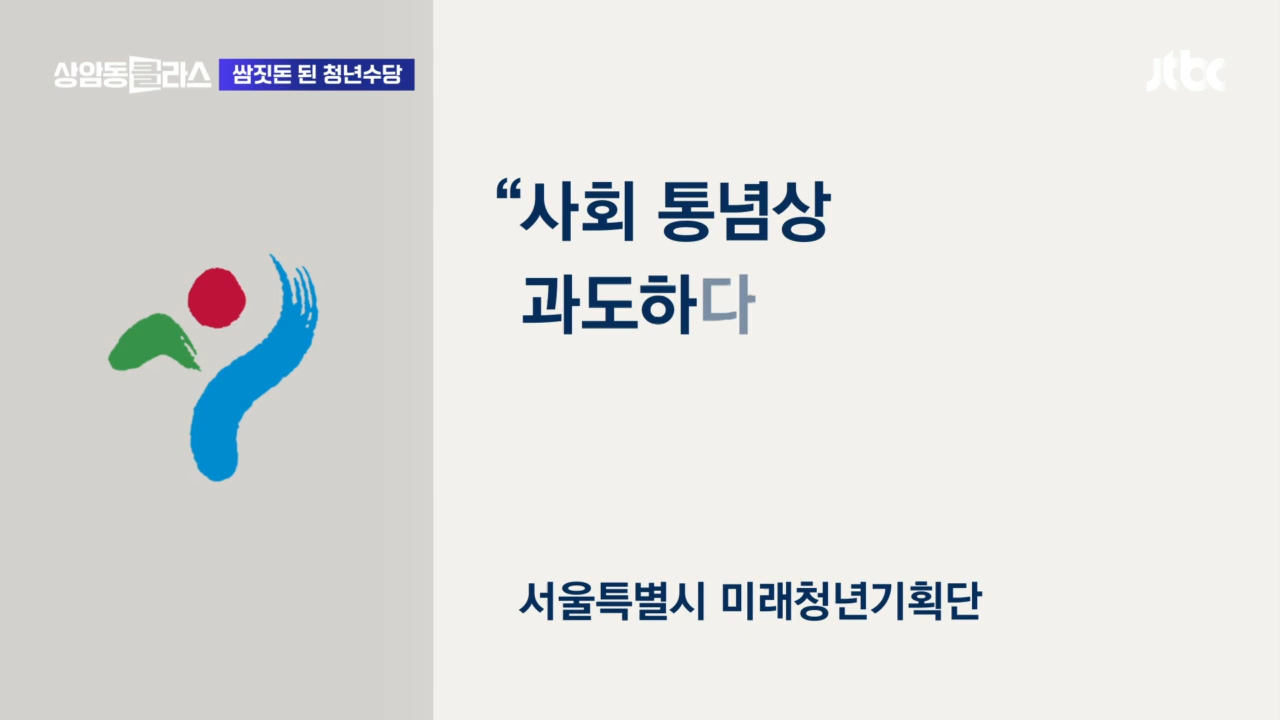 상암동클라스 쌈짓돈 된 청년수당
jtbc
“사회 통념상
과도하다
서울특별시 미래청년기획단